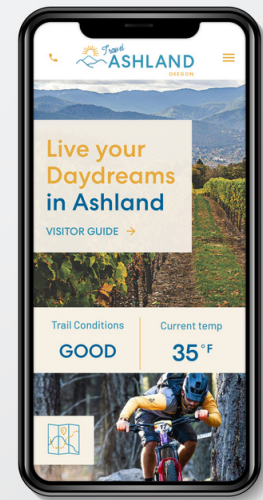 Travel
ASHLAND
OREGON
Live your
Daydreams
in Ashland
VISITOR GUIDE →
Trail Conditions
GOOD
Current temp
35°F